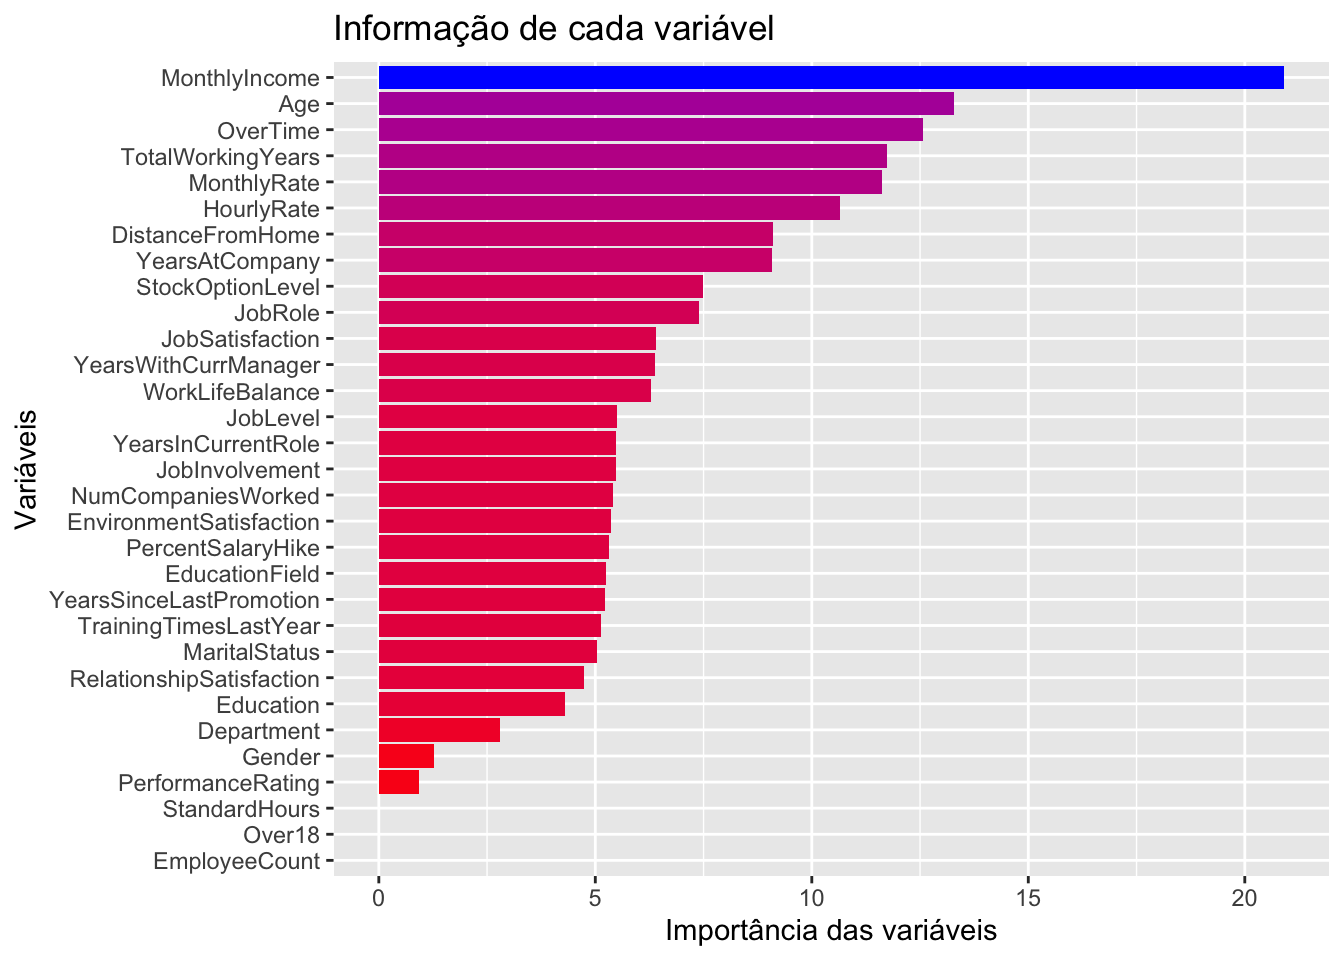 Informação de cada variável
MonthlyIncome
Age
OverTime
TotalWorkingYears
MonthlyRate
HourlyRate
DistanceFromHome
YearsAtCompany
StockOptionLevel
JobRole
JobSatisfaction
YearsWithCurrManager
WorkLifeBalance
JobLevel
YearsInCurrentRole
JobInvolvement
NumCompaniesWorked
EnvironmentSatisfaction
PercentSalaryHike
EducationField
YearsSinceLastPromotion
TrainingTimesLastYear
MaritalStatus
RelationshipSatisfaction
Education
Department
Gender
PerformanceRating
StandardHours
Over18
EmployeeCount
Variáveis
0 5 10 15 20
Importância das variáveis